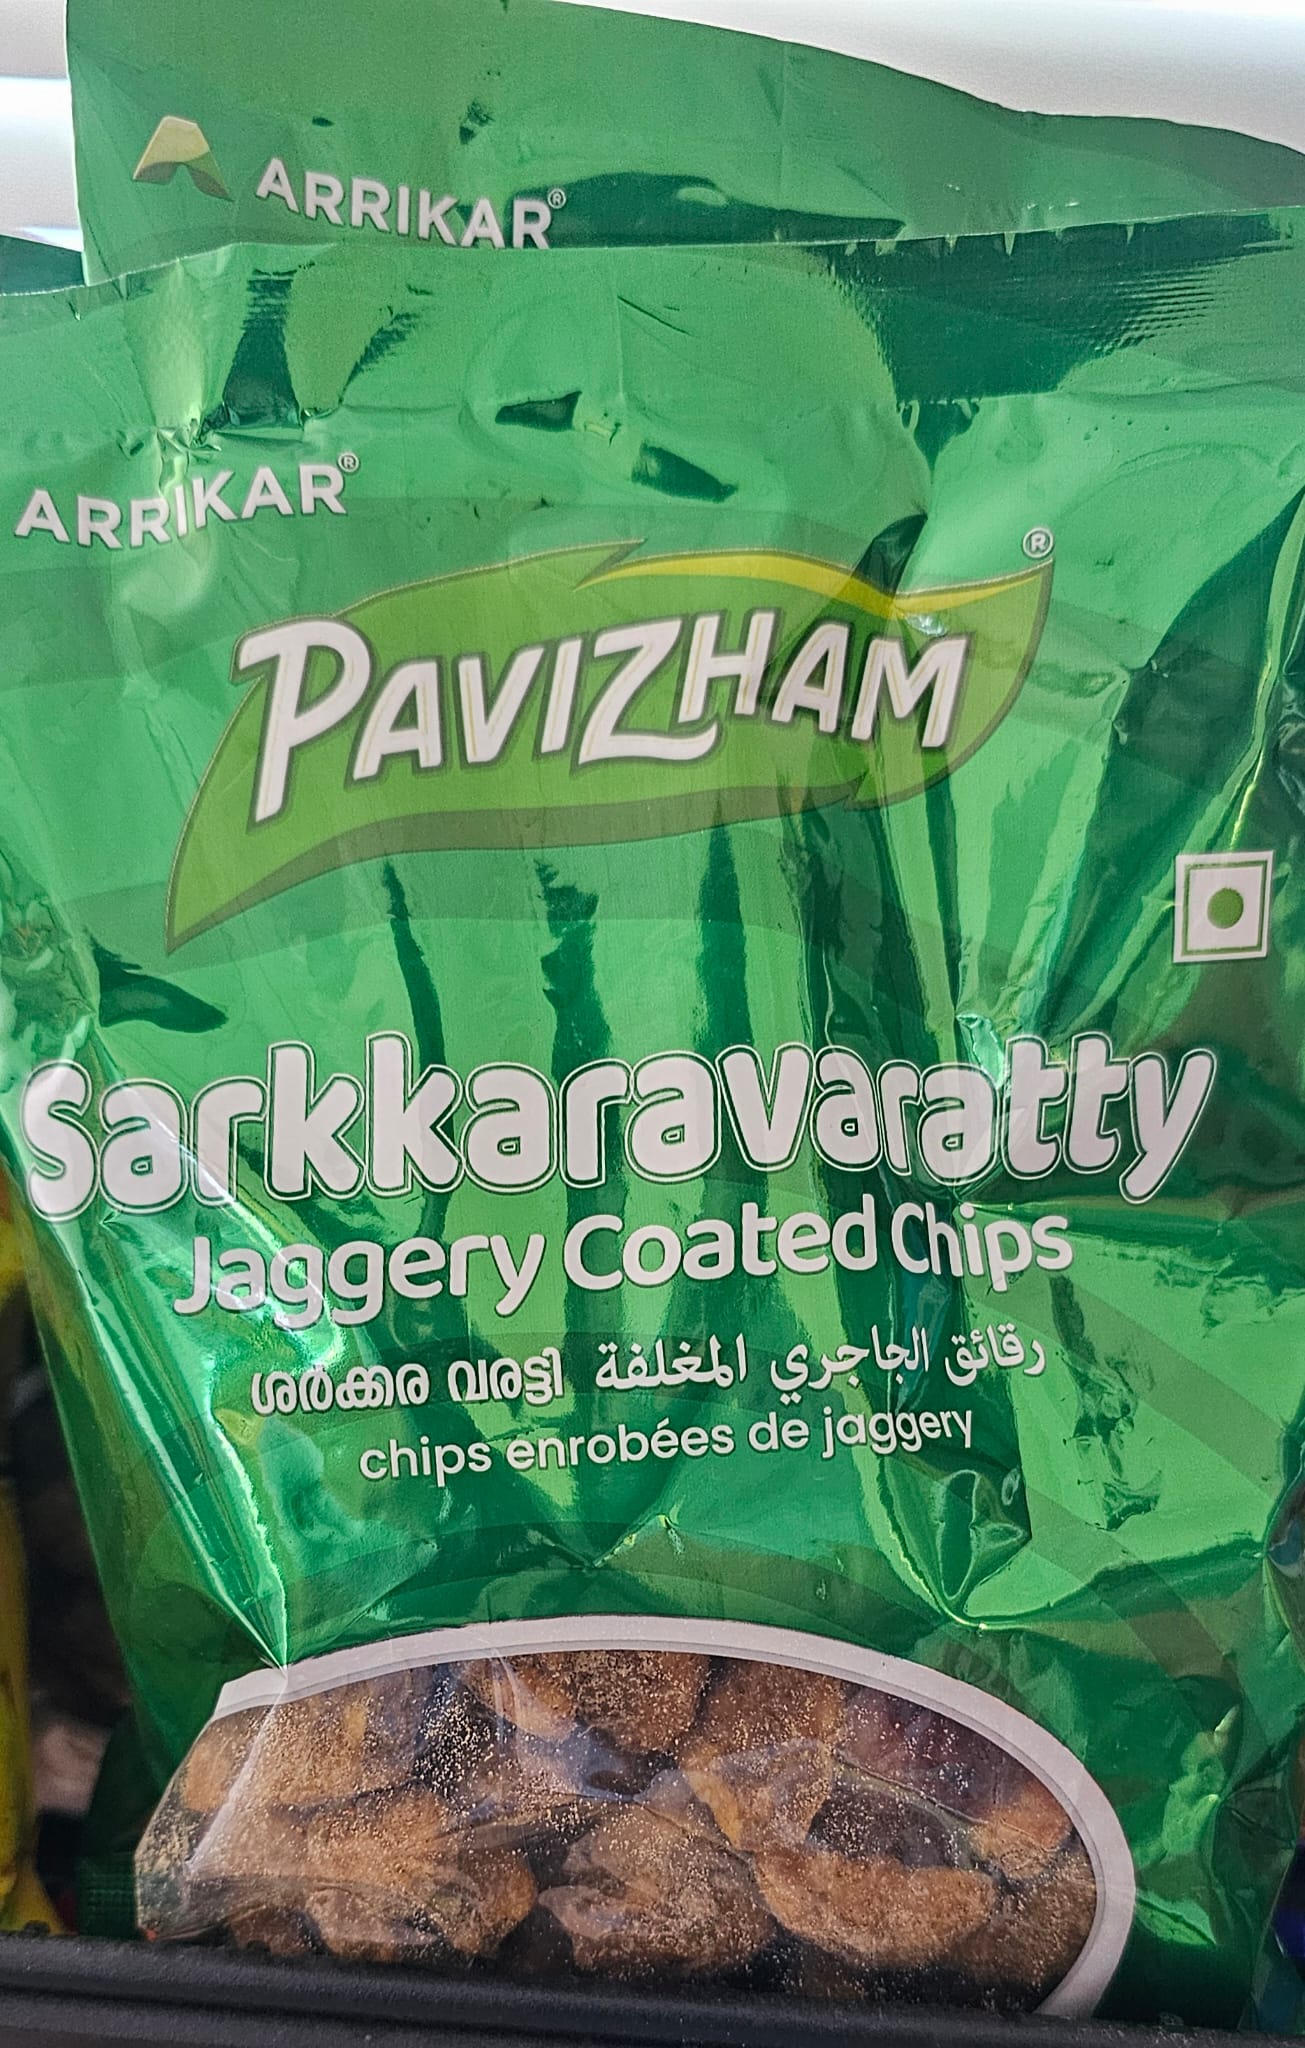 ARRIKAR®
ARRIKAR®
PAVIZHAM®
Sarkkaravaratty
Jaggery Coated Chips
ശർക്കര വരട്ടി رقائق الجاجري المغلفة
chips enrobées de jaggery